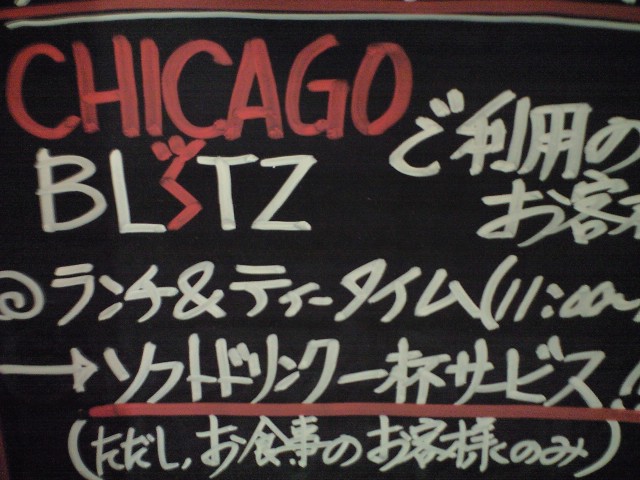 CHICAGO
BLITZ
ご利用の
お客
◎ランチ&ティータイム(11:00~
→ソフトドリンク一杯サービス!!
(ただし、お食事のお客様のみ)